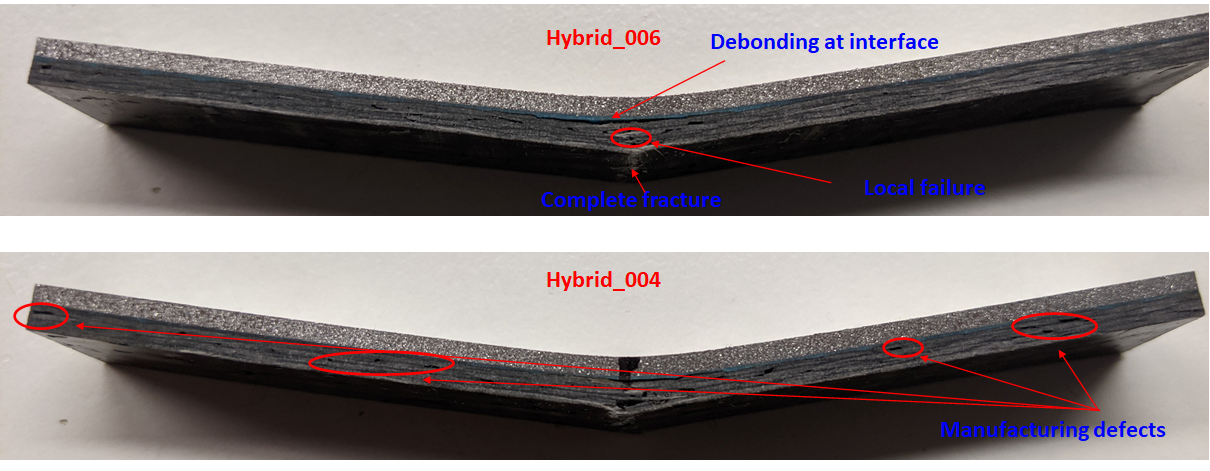 Hybrid_006
Debonding at interface
Local failure
Complete fracture
Hybrid_004
Manufacturing defects